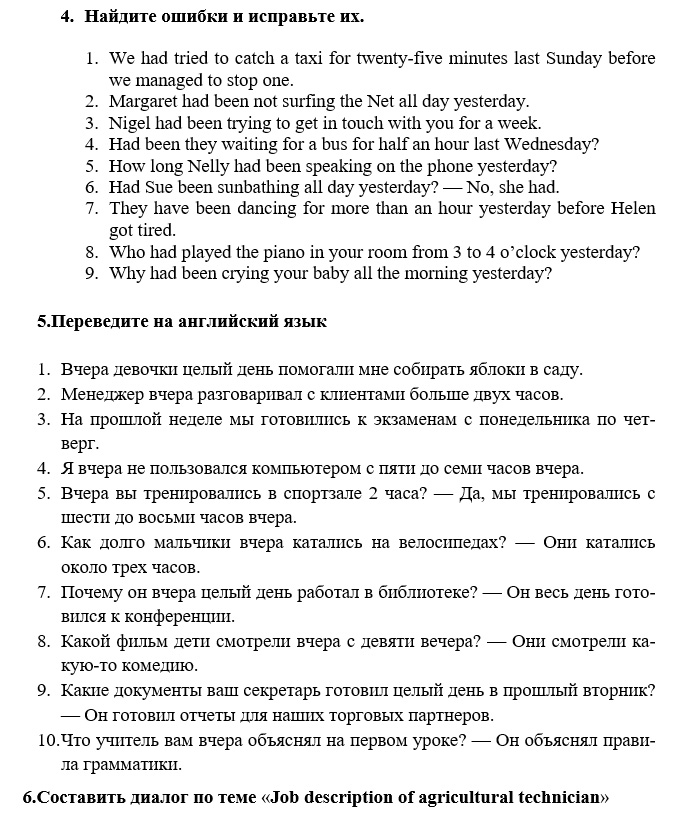 4. Найдите ошибки и исправьте их.
1. We had tried to catch a taxi for twenty-five minutes last Sunday before
we managed to stop one.
2. Margaret had been not surfing the Net all day yesterday.
3. Nigel had been trying to get in touch with you for a week.
4. Had been they waiting for a bus for half an hour last Wednesday?
5. How long Nelly had been speaking on the phone yesterday?
6. Had Sue been sunbathing all day yesterday? — No, she had.
7. They have been dancing for more than an hour yesterday before Helen
got tired.
8. Who had played the piano in your room from 3 to 4 o’clock yesterday?
9. Why had been crying your baby all the morning yesterday?
5.Переведите на английский язык
1. Вчера девочки целый день помогали мне собирать яблоки в саду.
2. Менеджер вчера разговаривал с клиентами больше двух часов.
3. На прошлой неделе мы готовились к экзаменам с понедельника по чет-
верг.
4. Я вчера не пользовался компьютером с пяти до семи часов вчера.
5. Вчера вы тренировались в спортзале 2 часа? — Да, мы тренировались с
шести до восьми часов вчера.
6. Как долго мальчики вчера катались на велосипедах? — Они катались
около трех часов.
7. Почему он вчера целый день работал в библиотеке? — Он весь день гото-
вился к конференции.
8. Какой фильм дети смотрели вчера с девяти вечера? — Они смотрели ка-
кую-то комедию.
9. Какие документы ваш секретарь готовил целый день в прошлый вторник?
— Он готовил отчеты для наших торговых партнеров.
10.Что учитель вам вчера объяснял на первом уроке? — Он объяснял прави-
ла грамматики.
6.Составить диалог по теме «Job description of agricultural technician»